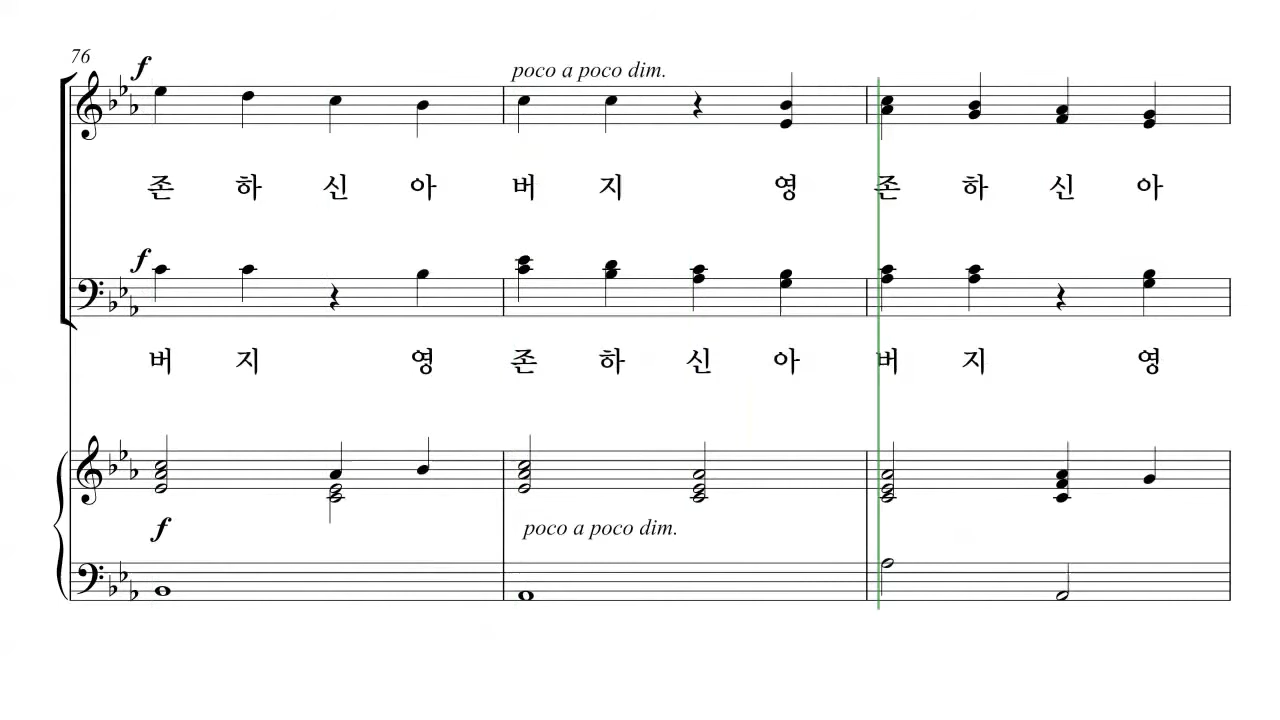 76
f
poco a poco dim.
존 하 신 아 버 지 영 존 하 신 아
f
버 지 영 존 하 신 아 버 지 영
f
poco a poco dim.